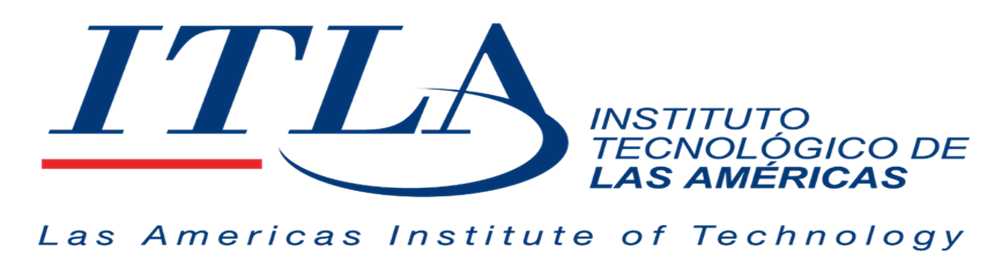 ITLA
INSTITUTO
TECNOLÓGICO DE
LAS AMÉRICAS
Las Americas Institute of Technology